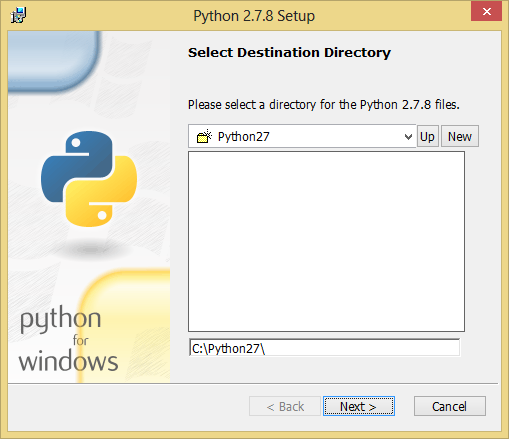 Python 2.7.8 Setup
Select Destination Directory
Please select a directory for the Python 2.7.8 files.
Python27 Up New
C:\Python27\
python
for
windows
< Back Next > Cancel